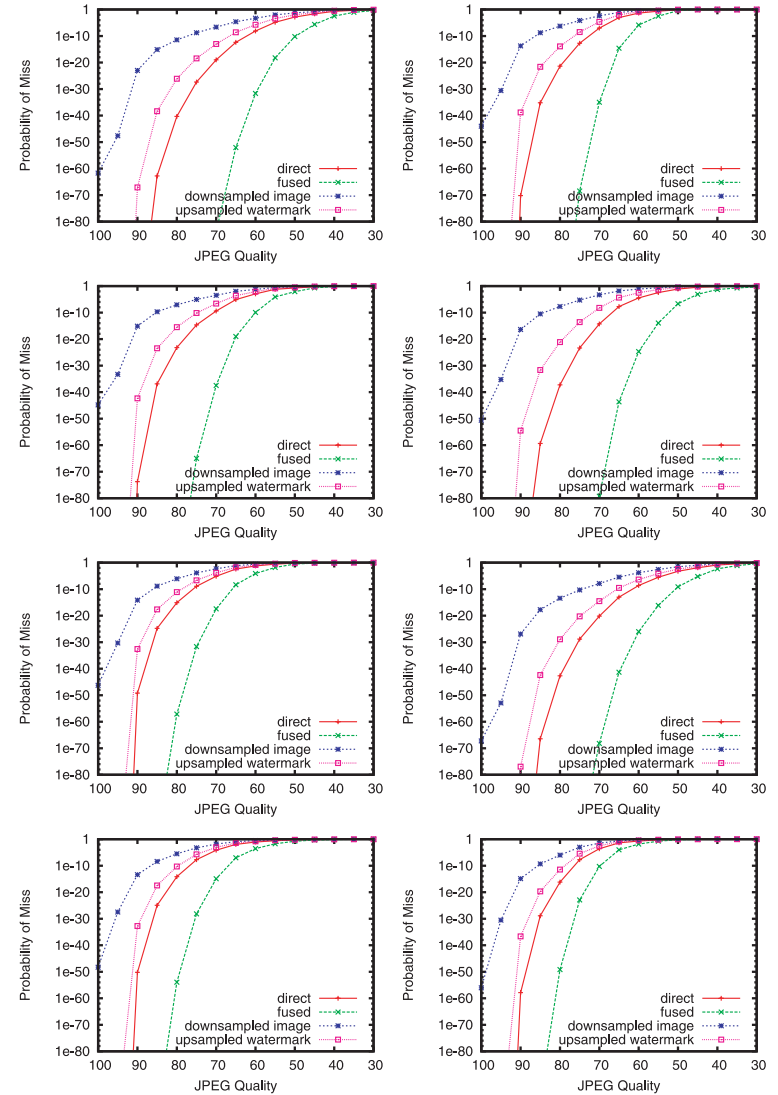 1
1e-10
1e-20
1e-30
1e-40
1e-50
1e-60
1e-70
1e-80
Probability of Miss
direct
fused
downsampled image
upsampled watermark
100 90 80 70 60 50 40 30
JPEG Quality
1
1e-10
1e-20
1e-30
1e-40
1e-50
1e-60
1e-70
1e-80
Probability of Miss
direct
fused
downsampled image
upsampled watermark
100 90 80 70 60 50 40 30
JPEG Quality
1
1e-10
1e-20
1e-30
1e-40
1e-50
1e-60
1e-70
1e-80
Probability of Miss
direct
fused
downsampled image
upsampled watermark
100 90 80 70 60 50 40 30
JPEG Quality
1
1e-10
1e-20
1e-30
1e-40
1e-50
1e-60
1e-70
1e-80
Probability of Miss
direct
fused
downsampled image
upsampled watermark
100 90 80 70 60 50 40 30
JPEG Quality
1
1e-10
1e-20
1e-30
1e-40
1e-50
1e-60
1e-70
1e-80
Probability of Miss
direct
fused
downsampled image
upsampled watermark
100 90 80 70 60 50 40 30
JPEG Quality
1
1e-10
1e-20
1e-30
1e-40
1e-50
1e-60
1e-70
1e-80
Probability of Miss
direct
fused
downsampled image
upsampled watermark
100 90 80 70 60 50 40 30
JPEG Quality
1
1e-10
1e-20
1e-30
1e-40
1e-50
1e-60
1e-70
1e-80
Probability of Miss
direct
fused
downsampled image
upsampled watermark
100 90 80 70 60 50 40 30
JPEG Quality
1
1e-10
1e-20
1e-30
1e-40
1e-50
1e-60
1e-70
1e-80
Probability of Miss
direct
fused
downsampled image
upsampled watermark
100 90 80 70 60 50 40 30
JPEG Quality